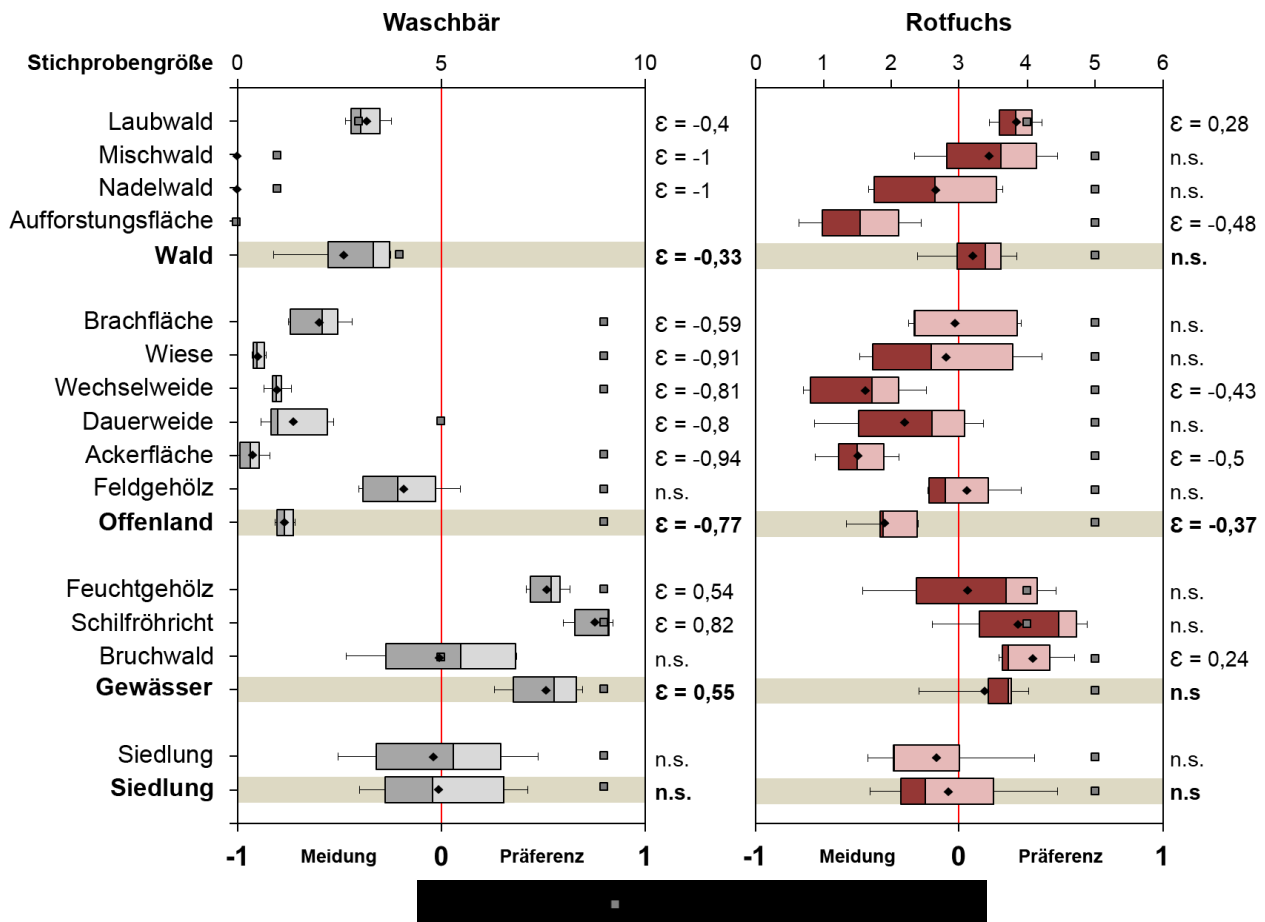 Waschbär Rotfuchs
Stichprobengröße 0 5 10 0 1 2 3 4 5 6
Laubwald Ɛ = -0,4 Ɛ = 0,28
Mischwald Ɛ = -1 n.s.
Nadelwald Ɛ = -1 n.s.
Aufforstungsfläche Ɛ = -0,48
Wald Ɛ = -0,33 n.s.
Brachfläche Ɛ = -0,59 n.s.
Wiese Ɛ = -0,91 n.s.
Wechselweide Ɛ = -0,81 Ɛ = -0,43
Dauerweide Ɛ = -0,8 n.s.
Ackerfläche Ɛ = -0,94 Ɛ = -0,5
Feldgehölz n.s. n.s.
Offenland Ɛ = -0,77 Ɛ = -0,37
Feuchtgehölz Ɛ = 0,54 n.s.
Schilfröhricht Ɛ = 0,82 n.s.
Bruchwald n.s. Ɛ = 0,24
Gewässer Ɛ = 0,55 n.s
Siedlung n.s. n.s.
Siedlung n.s. n.s
-1 Meidung 0 Präferenz 1 -1 Meidung 0 Präferenz 1